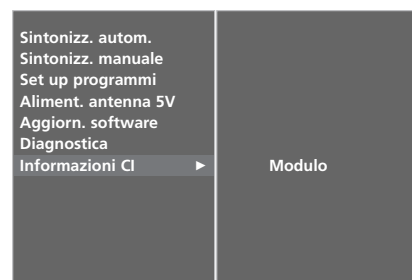 Sintonizz. autom.
Sintonizz. manuale
Set up programmi
Aliment. antenna 5V
Aggiorn. software
Diagnostica
Informazioni CI ►
Modulo